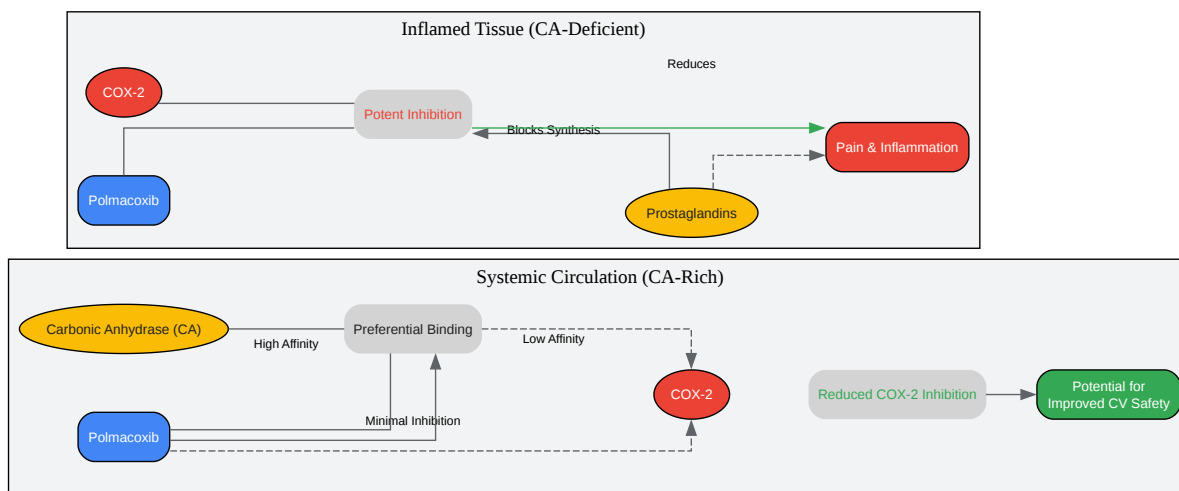 Inflamed Tissue (CA-Deficient)
Reduces
COX-2
Potent Inhibition
Blocks Synthesis
Pain & Inflammation
Polmacoxib
Prostaglandins
Systemic Circulation (CA-Rich)
Carbonic Anhydrase (CA)
High Affinity
Preferential Binding
Low Affinity
COX-2
Reduced COX-2 Inhibition
Potential for
Improved CV Safety
Minimal Inhibition
Polmacoxib